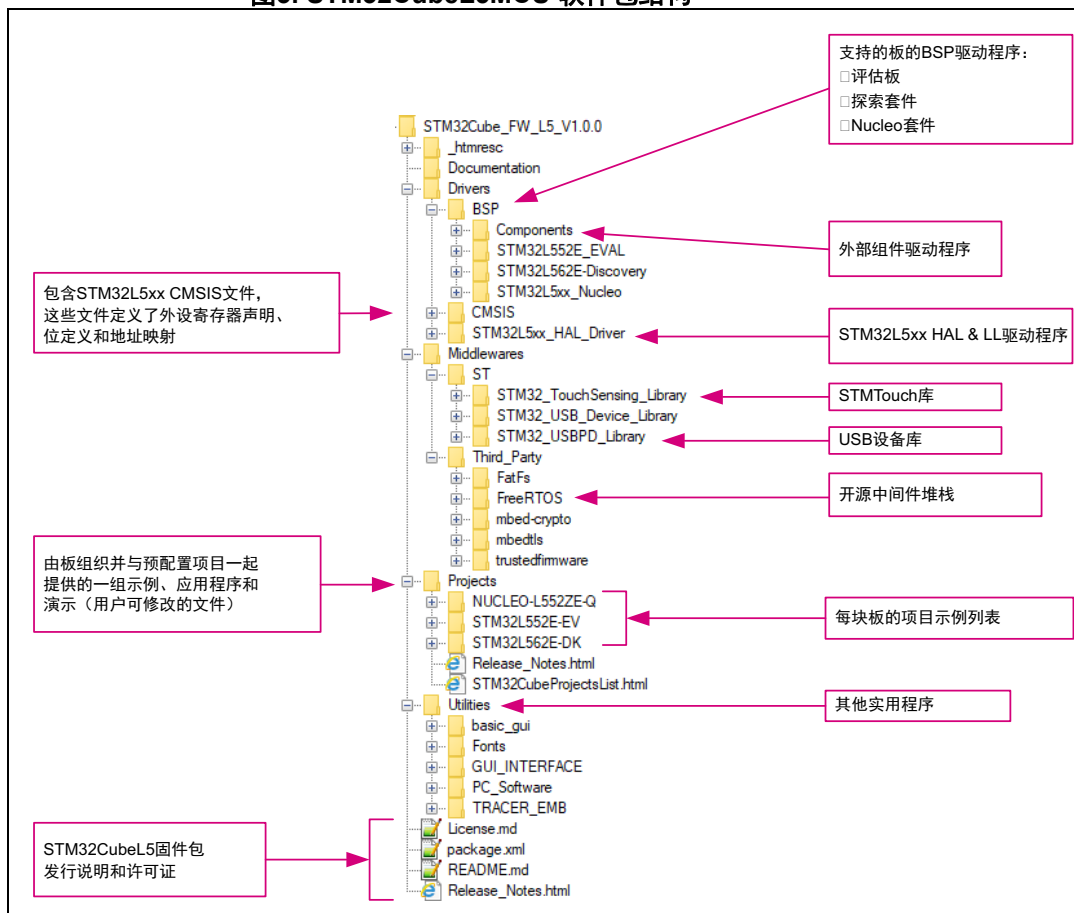 支持的板的BSP驱动程序：
□评估板
□探索套件
□Nucleo套件
STM32Cube_FW_L5_V1.0.0
_htmresc
Documentation
Drivers
BSP
Components
STM32L552E_EVAL
STM32L562E-Discovery
STM32L5xx_Nucleo
CMSIS
STM32L5xx_HAL_Driver
Middlewares
ST
STM32_TouchSensing_Library
STM32_USB_Device_Library
STM32_USBPD_Library
Third_Party
FatFs
FreeRTOS
mbed-crypto
mbedtls
trustedfirmware
Projects
NUCLEO-L552ZE-Q
STM32L552E-EV
STM32L562E-DK
Release_Notes.html
STM32CubeProjectsList.html
Utilities
basic_gui
Fonts
GUI_INTERFACE
PC_Software
TRACER_EMB
License.md
package.xml
README.md
Release_Notes.html
外部组件驱动程序
包含STM32L5xx CMSIS文件，
这些文件定义了外设寄存器声明、
位定义和地址映射
STM32L5xx HAL & LL驱动程序
STMTouch库
USB设备库
开源中间件堆栈
由板组织并与预配置项目一起
提供的一组示例、应用程序和
演示（用户可修改的文件）
每块板的项目示例列表
其他实用程序
STM32CubeL5固件包
发行说明和许可证